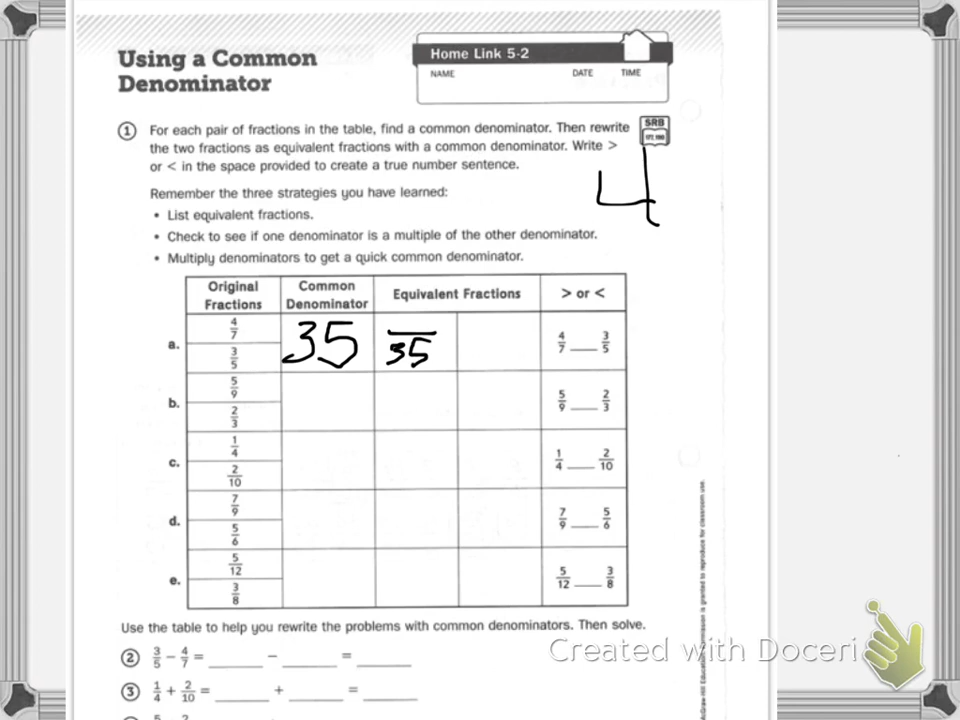 Using a Common
Denominator
Home Link 5-2
NAME DATE TIME
SRB
1 For each pair of fractions in the table, find a common denominator. Then rewrite
the two fractions as equivalent fractions with a common denominator. Write >
or < in the space provided to create a true number sentence.
4
Remember the three strategies you have learned:
• List equivalent fractions.
• Check to see if one denominator is a multiple of the other denominator.
• Multiply denominators to get a quick common denominator.
Original Fractions Common Denominator Equivalent Fractions > or <
a. 4/7 3/5 35 /35 4/7 ___ 3/5
b. 5/9 2/3 5/9 ___ 2/3
c. 1/4 2/10 1/4 ___ 2/10
d. 7/9 5/6 7/9 ___ 5/6
e. 5/12 3/8 5/12 ___ 3/8
Use the table to help you rewrite the problems with common denominators. Then solve.
2 3/5 − 4/7 = ______ − ______ = ______
3 1/4 + 2/10 = ______ + ______ = ______
Created with Doceri